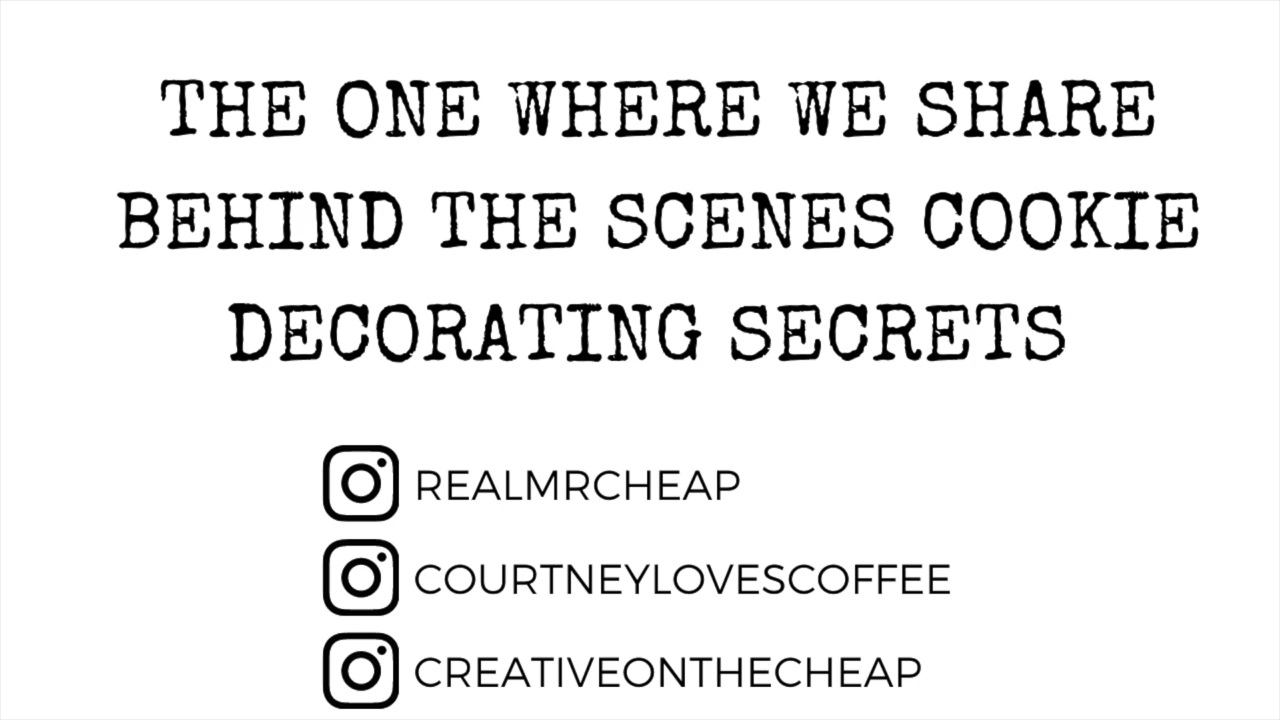 THE ONE WHERE WE SHARE
BEHIND THE SCENES COOKIE
DECORATING SECRETS
REALMRCHEAP
COURTNEYLOVESCOFFEE
CREATIVEONTHECHEAP